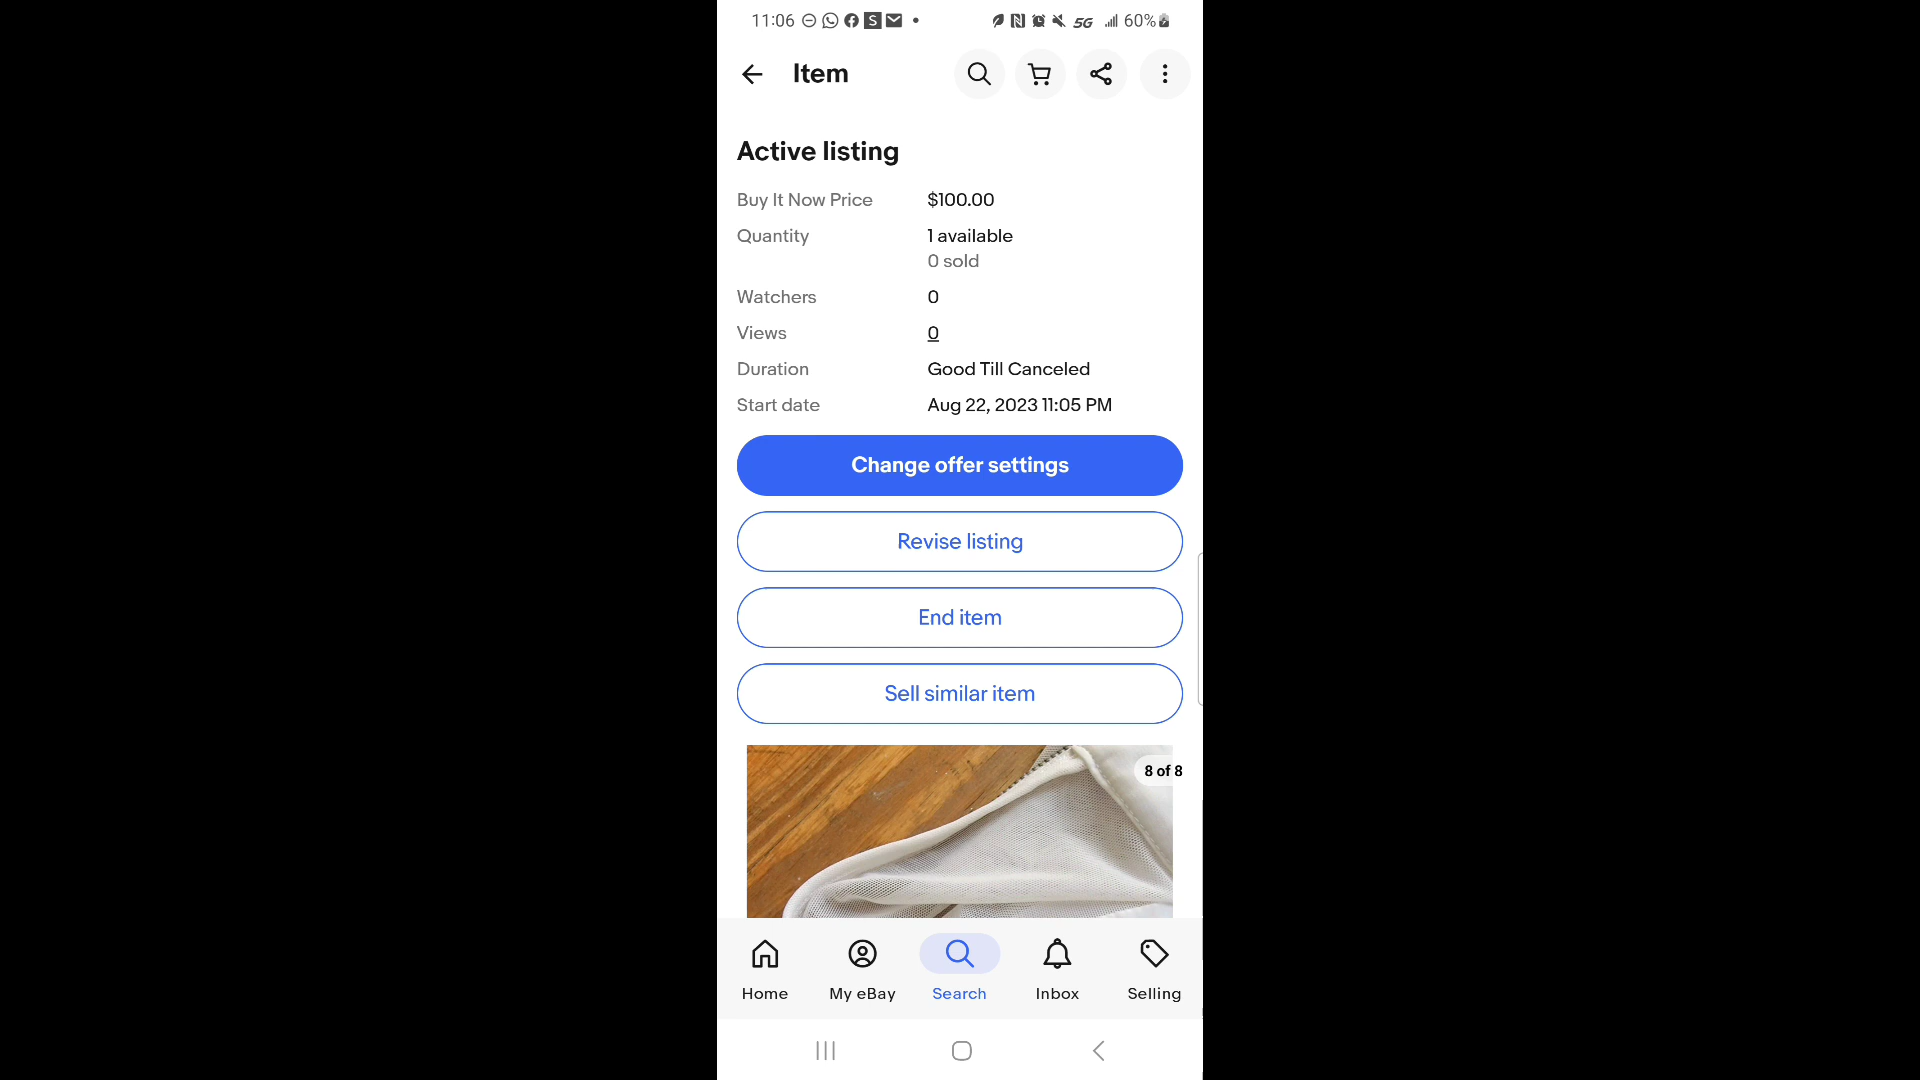 11:06 S 5G 60%
Item
Active listing
Buy It Now Price $100.00
Quantity 1 available
0 sold
Watchers 0
Views 0
Duration Good Till Canceled
Start date Aug 22, 2023 11:05 PM
Change offer settings
Revise listing
End item
Sell similar item
8 of 8
Home My eBay Search Inbox Selling